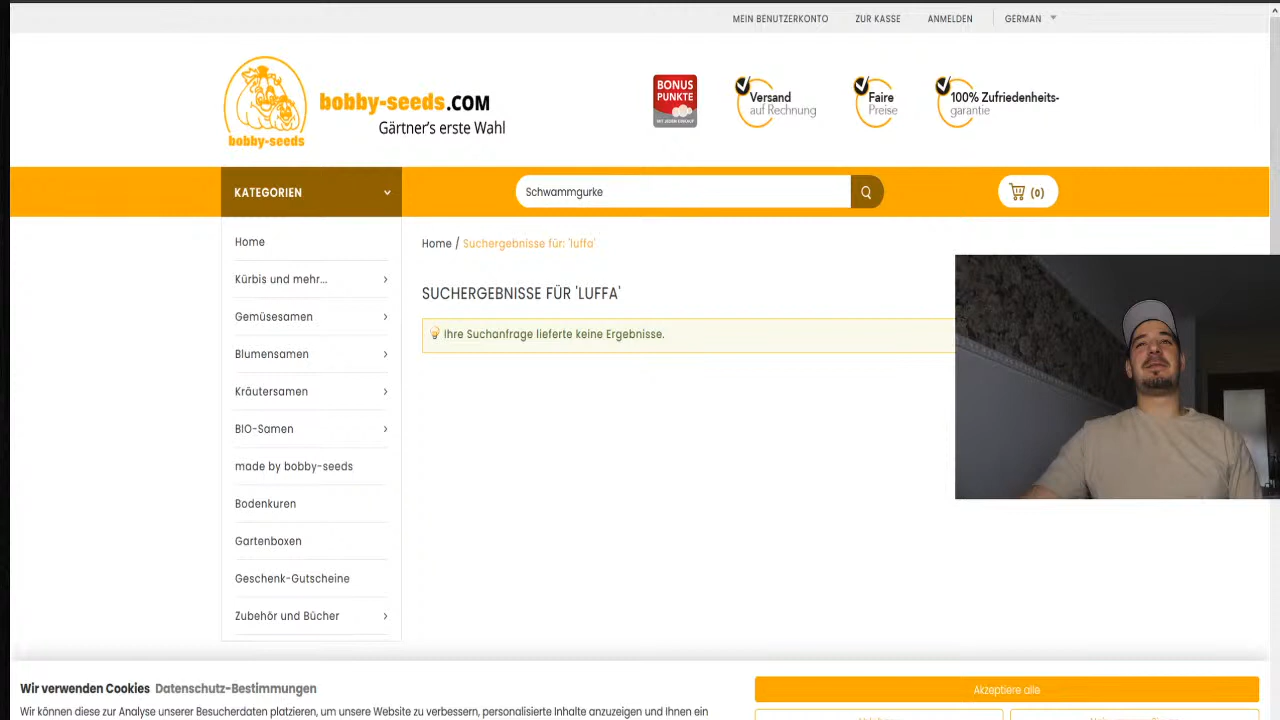 MEIN BENUTZERKONTO ZUR KASSE ANMELDEN GERMAN
bobby-seeds
bobby-seeds.COM
Gärtner's erste Wahl
BONUS
PUNKTE
MIT JEDEM EINKAUF
Versand
auf Rechnung
Faire
Preise
100% Zufriedenheits-
garantie
KATEGORIEN
Schwammgurke
(0)
Home
Kürbis und mehr...
Gemüsesamen
Blumensamen
Kräutersamen
BIO-Samen
made by bobby-seeds
Bodenkuren
Gartenboxen
Geschenk-Gutscheine
Zubehör und Bücher
Home / Suchergebnisse für: 'luffa'
SUCHERGEBNISSE FÜR 'LUFFA'
Ihre Suchanfrage lieferte keine Ergebnisse.
Wir verwenden Cookies Datenschutz-Bestimmungen
Wir können diese zur Analyse unserer Besucherdaten platzieren, um unsere Website zu verbessern, personalisierte Inhalte anzuzeigen und Ihnen ein
Akzeptiere alle